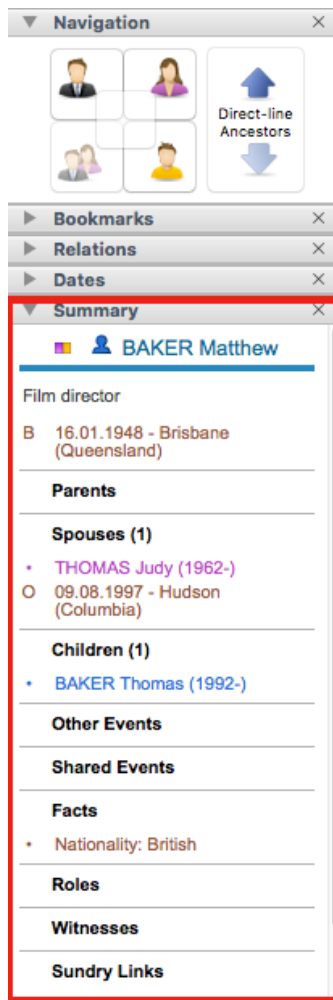 Navigation
Direct-line
Ancestors
Bookmarks
Relations
Dates
Summary
BAKER Matthew
Film director
B 16.01.1948 - Brisbane
(Queensland)
Parents
Spouses (1)
• THOMAS Judy (1962-)
O 09.08.1997 - Hudson
(Columbia)
Children (1)
• BAKER Thomas (1992-)
Other Events
Shared Events
Facts
• Nationality: British
Roles
Witnesses
Sundry Links